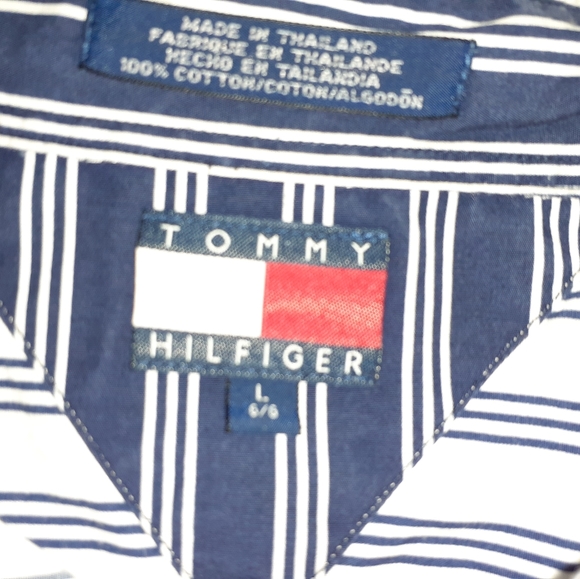 MADE IN THAILAND
FABRIQUE EN THAILANDE
HECHO EN TAILANDIA
100% COTTON/COTON/ALGODÓN
TOMMY
HILFIGER
L
G/G